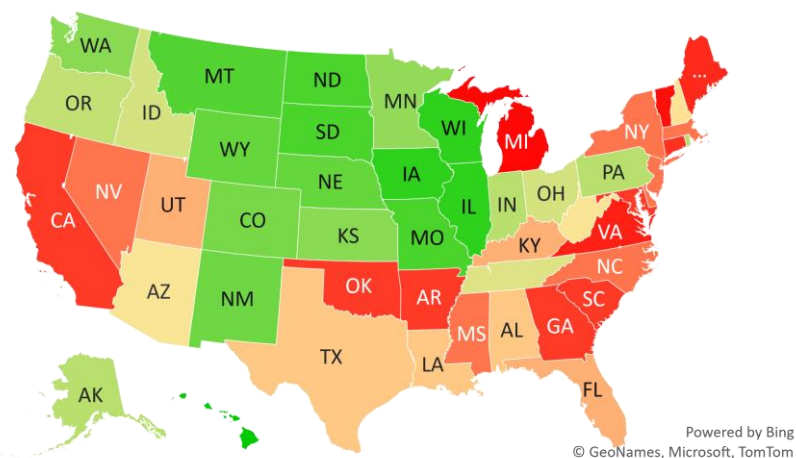 WA
MT
ND
MN
OR
ID
SD
WI
MI
...
NY
WY
IA
NE
PA
NV
UT
CO
IL
IN
OH
CA
KS
MO
KY
VA
AZ
NM
OK
AR
NC
SC
TX
MS
AL
GA
LA
FL
AK
Powered by Bing
© GeoNames, Microsoft, TomTom